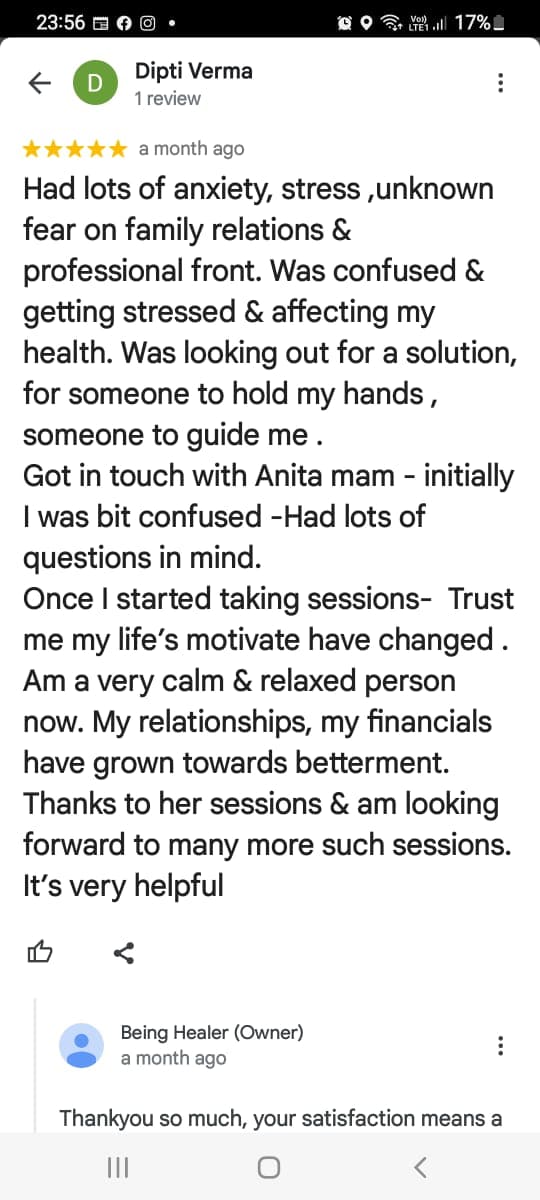 23:56
Vo))
LTE1
17%
D
Dipti Verma
1 review
a month ago
Had lots of anxiety, stress ,unknown
fear on family relations &
professional front. Was confused &
getting stressed & affecting my
health. Was looking out for a solution,
for someone to hold my hands ,
someone to guide me .
Got in touch with Anita mam - initially
I was bit confused -Had lots of
questions in mind.
Once I started taking sessions-  Trust
me my life's motivate have changed .
Am a very calm & relaxed person
now. My relationships, my financials
have grown towards betterment.
Thanks to her sessions & am looking
forward to many more such sessions.
It's very helpful
Being Healer (Owner)
a month ago
Thankyou so much, your satisfaction means a